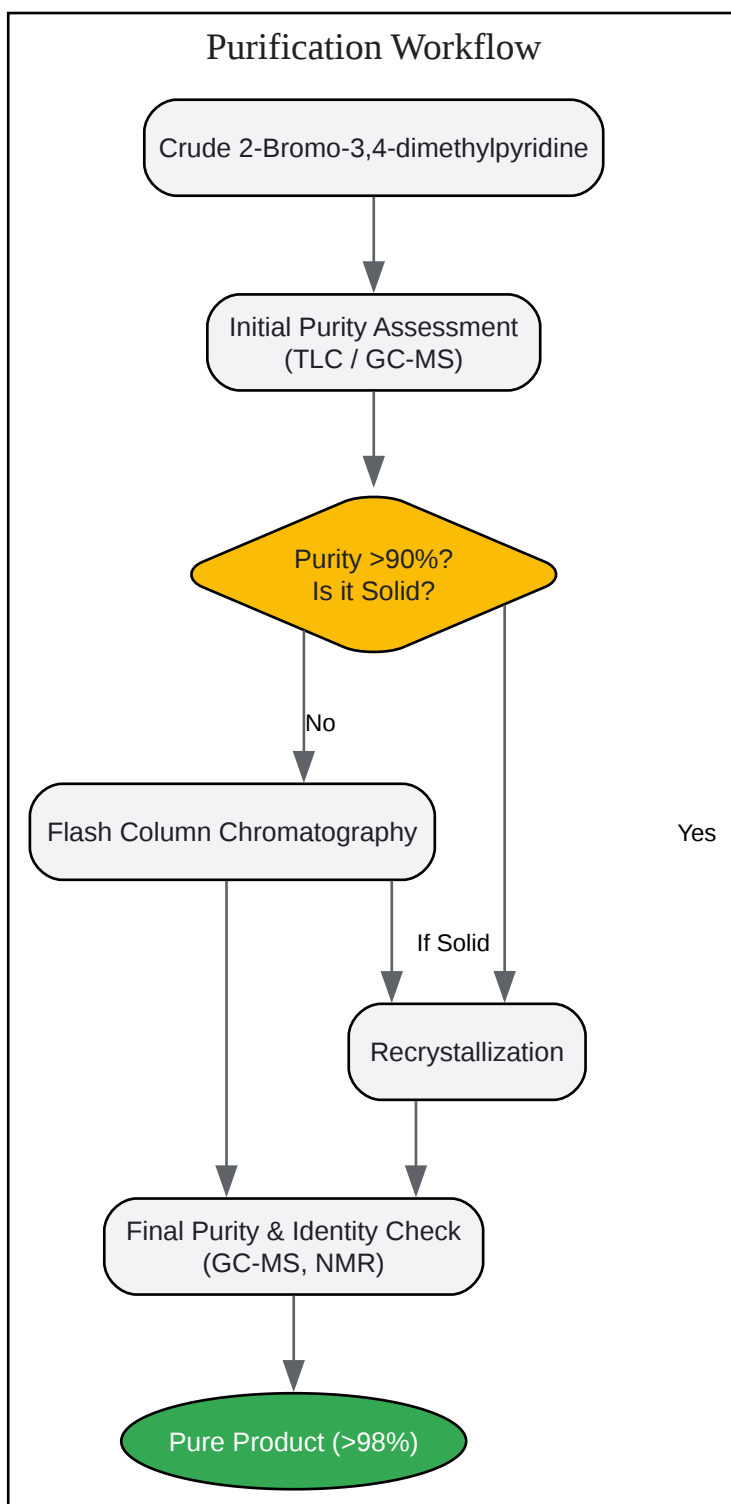 Purification Workflow
Crude 2-Bromo-3,4-dimethylpyridine
Initial Purity Assessment
(TLC / GC-MS)
Purity >90%?
Is it Solid?
No
Flash Column Chromatography
Yes
If Solid
Recrystallization
Final Purity & Identity Check
(GC-MS, NMR)
Pure Product (>98%)